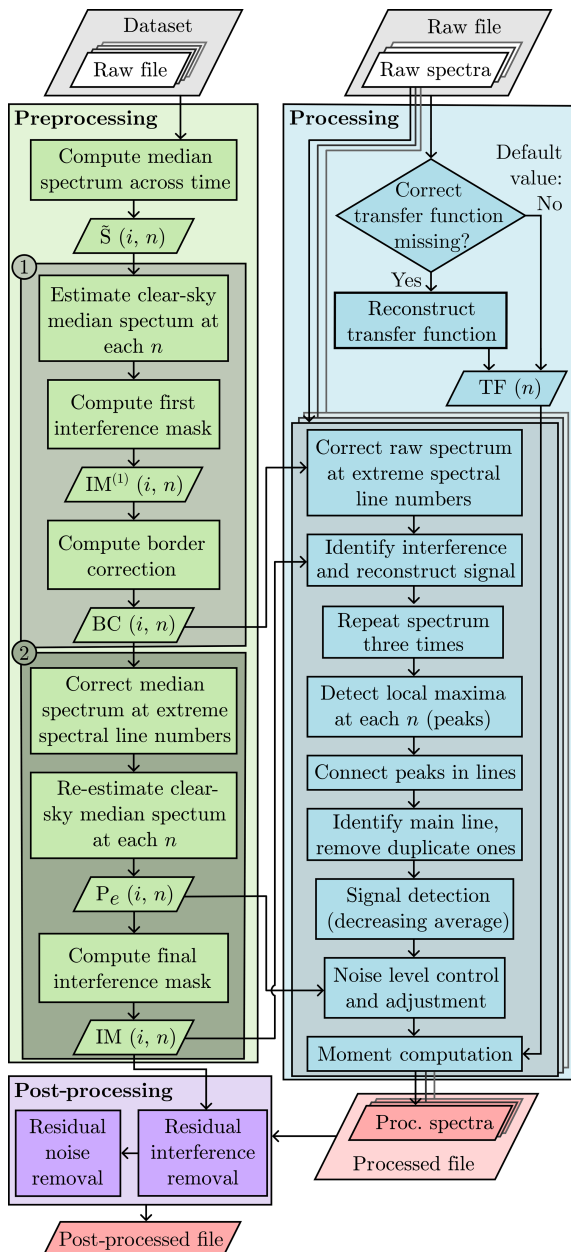 Dataset
Raw file
Raw file
Raw spectra
Preprocessing
Compute median
spectrum across time
S̃ (i, n)
1
Estimate clear-sky
median spectum at
each n
Compute first
interference mask
IM⁽¹⁾ (i, n)
Compute border
correction
BC (i, n)
2
Correct median
spectrum at extreme
spectral line numbers
Re-estimate clear-
sky median spectum
at each n
Pₑ (i, n)
Compute final
interference mask
IM (i, n)
Processing
Default
value:
No
Correct
transfer function
missing?
Yes
Reconstruct
transfer function
TF (n)
Correct raw spectrum
at extreme spectral
line numbers
Identify interference
and reconstruct signal
Repeat spectrum
three times
Detect local maxima
at each n (peaks)
Connect peaks in lines
Identify main line,
remove duplicate ones
Signal detection
(decreasing average)
Noise level control
and adjustment
Moment computation
Proc. spectra
Processed file
Post-processing
Residual
noise
removal
Residual
interference
removal
Post-processed file